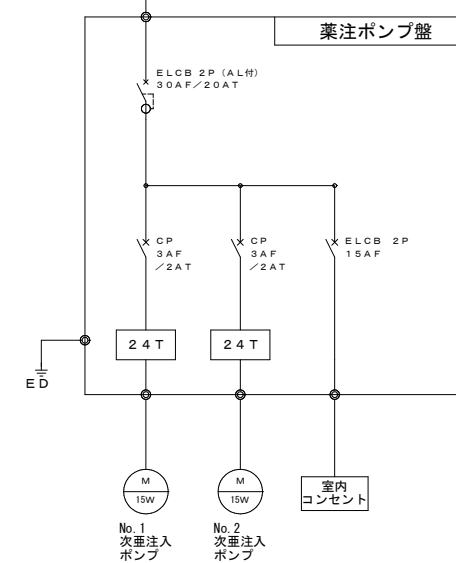 薬注ポンプ盤
ELCB 2P (AL付)
30AF/20AT
CP
3AF
/2AT
CP
3AF
/2AT
ELCB 2P
15AF
24T
24T
ED
M
15W
M
15W
室内
コンセント
No.1
次亜注入
ポンプ
No.2
次亜注入
ポンプ